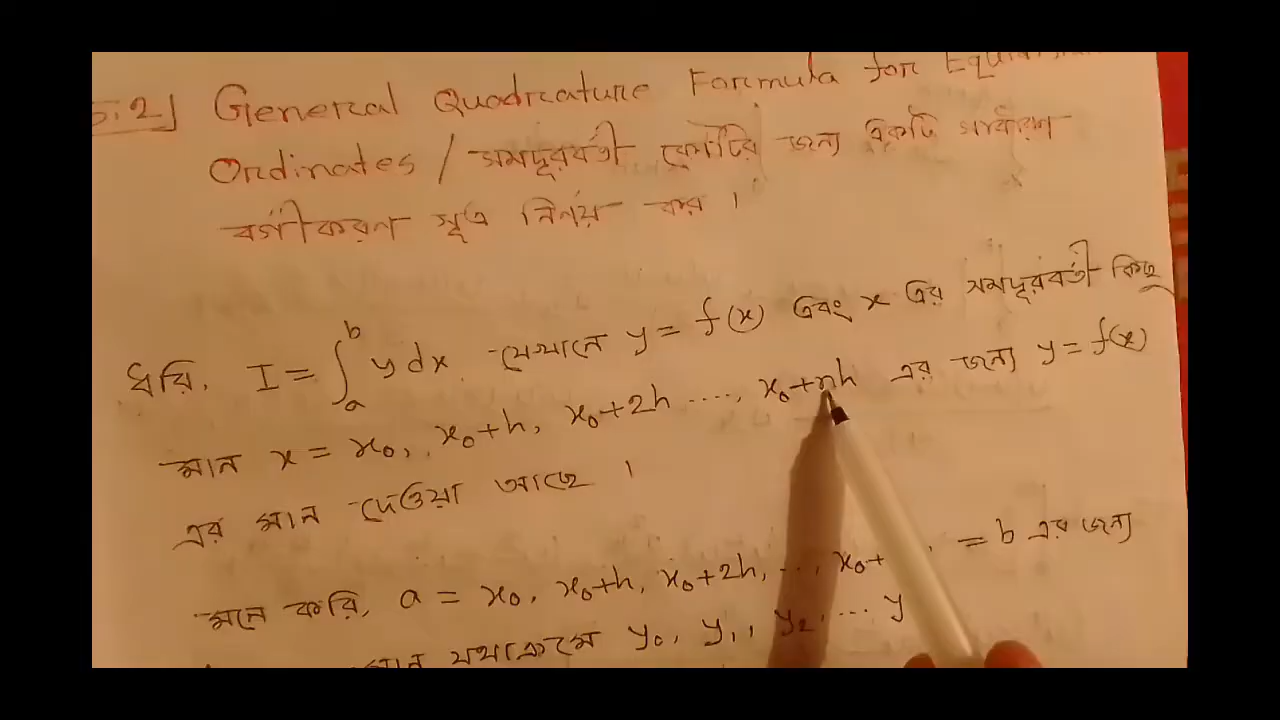 5.2] General Quadrature Formula for
Ordinates / সমদূরবর্তী কোটির জন্য একটি সাধারণ
বর্গীকরণ সূত্র নির্ণয় কর ।
ধরি, I = ∫ₐᵇ y dx যেখানে y = f(x) এবং x এর সমদূরবর্তী কিছু
মান x = x₀, x₀+h, x₀+2h ...., x₀+nh এর জন্য y = f(x)
এর মান দেওয়া আছে ।
মনে করি, a = x₀, x₀+h, x₀+2h, ..., x₀+ = b এর জন্য
মান যথাক্রমে y₀, y₁, y₂, ... y